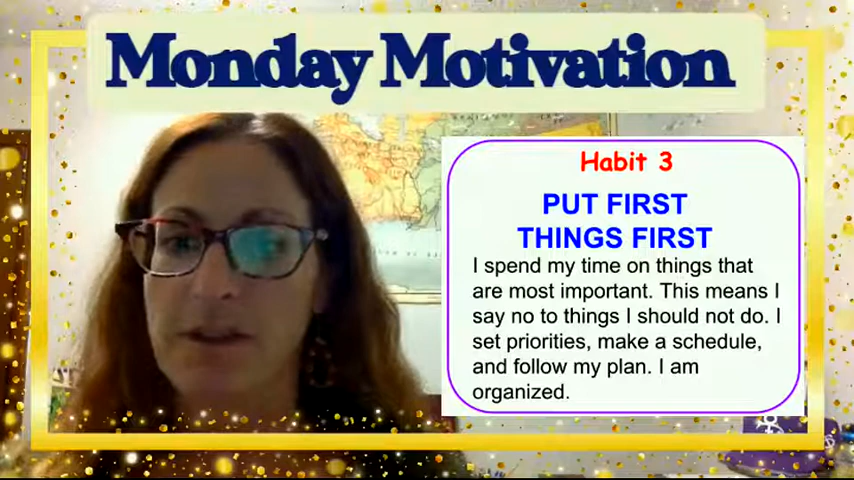 Monday Motivation
Habit 3
PUT FIRST
THINGS FIRST
I spend my time on things that
are most important. This means I
say no to things I should not do. I
set priorities, make a schedule,
and follow my plan. I am
organized.